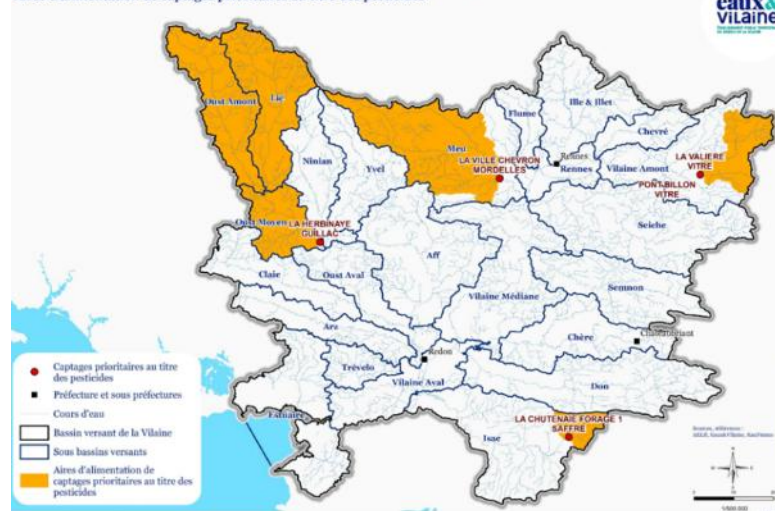 eaux&
VILAINE
Oust Amont
Lié
Ninian
Yvel
Meu
Flume
Ille & Illet
Chevré
Rennes
Rennes
Vilaine Amont
LA VILLE CHEVRON
MORDELLES
LA VALIERE
VITRE
PONT BILLON
VITRE
Oust Moyen
LA HERBINAYE
GUILLAC
Seiche
Claie
Oust Aval
Aff
Vilaine Médiane
Semnon
Arz
Chère
Châteaubriant
Redon
Trévelo
Vilaine Aval
Don
Estuaire
Isac
LA CHUTENAIE FORAGE 1
SAFFRE
Captages prioritaires au titre
des pesticides
Préfecture et sous préfectures
Cours d'eau
Bassin versant de la Vilaine
Sous bassins versants
Aires d'alimentation de
captages prioritaires au titre des
pesticides